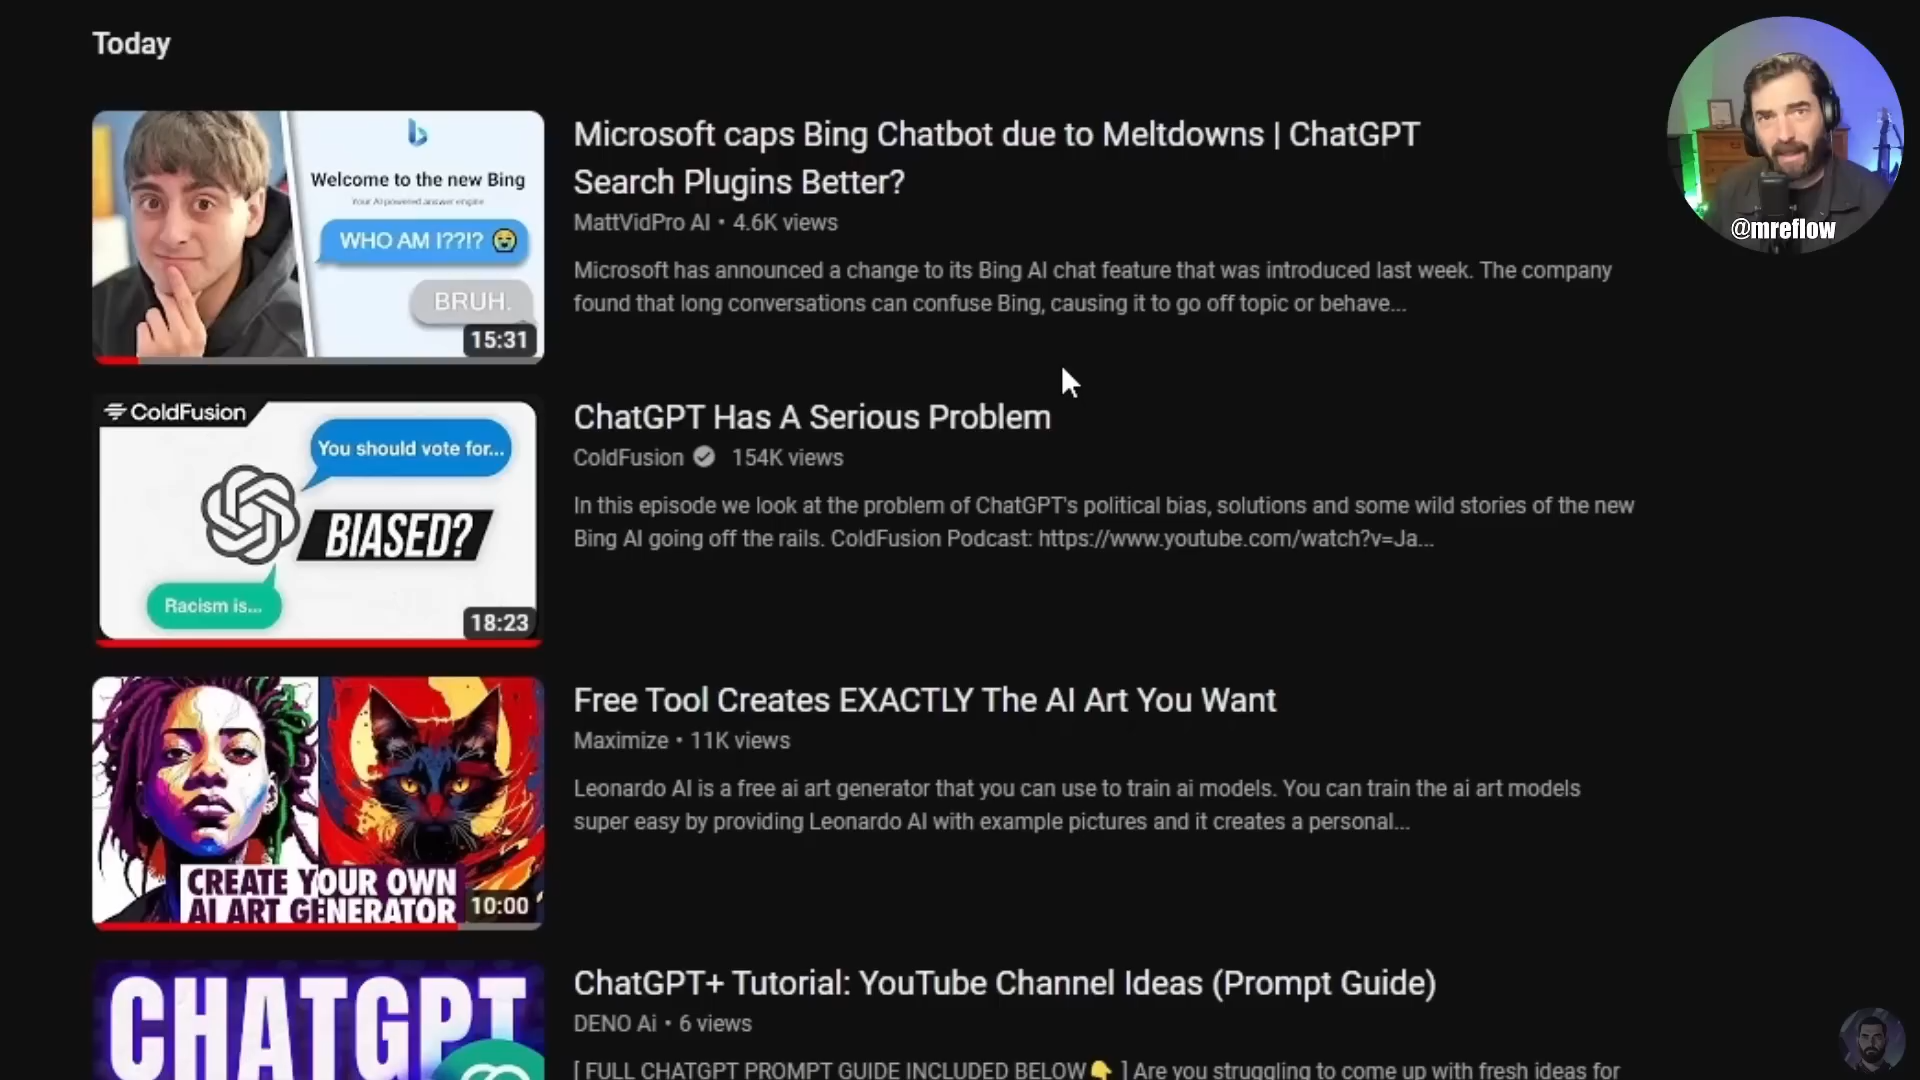 Today
Welcome to the new Bing
Your AI powered answer engine
WHO AM I??!? 😭
BRUH.
15:31
Microsoft caps Bing Chatbot due to Meltdowns | ChatGPT
Search Plugins Better?
MattVidPro AI • 4.6K views
Microsoft has announced a change to its Bing AI chat feature that was introduced last week. The company
found that long conversations can confuse Bing, causing it to go off topic or behave...
@mreflow
ColdFusion
You should vote for...
BIASED?
Racism is...
18:23
ChatGPT Has A Serious Problem
ColdFusion 154K views
In this episode we look at the problem of ChatGPT's political bias, solutions and some wild stories of the new
Bing AI going off the rails. ColdFusion Podcast: https://www.youtube.com/watch?v=Ja...
CREATE YOUR OWN
AI ART GENERATOR
10:00
Free Tool Creates EXACTLY The AI Art You Want
Maximize • 11K views
Leonardo AI is a free ai art generator that you can use to train ai models. You can train the ai art models
super easy by providing Leonardo AI with example pictures and it creates a personal...
CHATGPT
ChatGPT+ Tutorial: YouTube Channel Ideas (Prompt Guide)
DENO Ai • 6 views
[ FULL CHATGPT PROMPT GUIDE INCLUDED BELOW👇 ] Are you struggling to come up with fresh ideas for